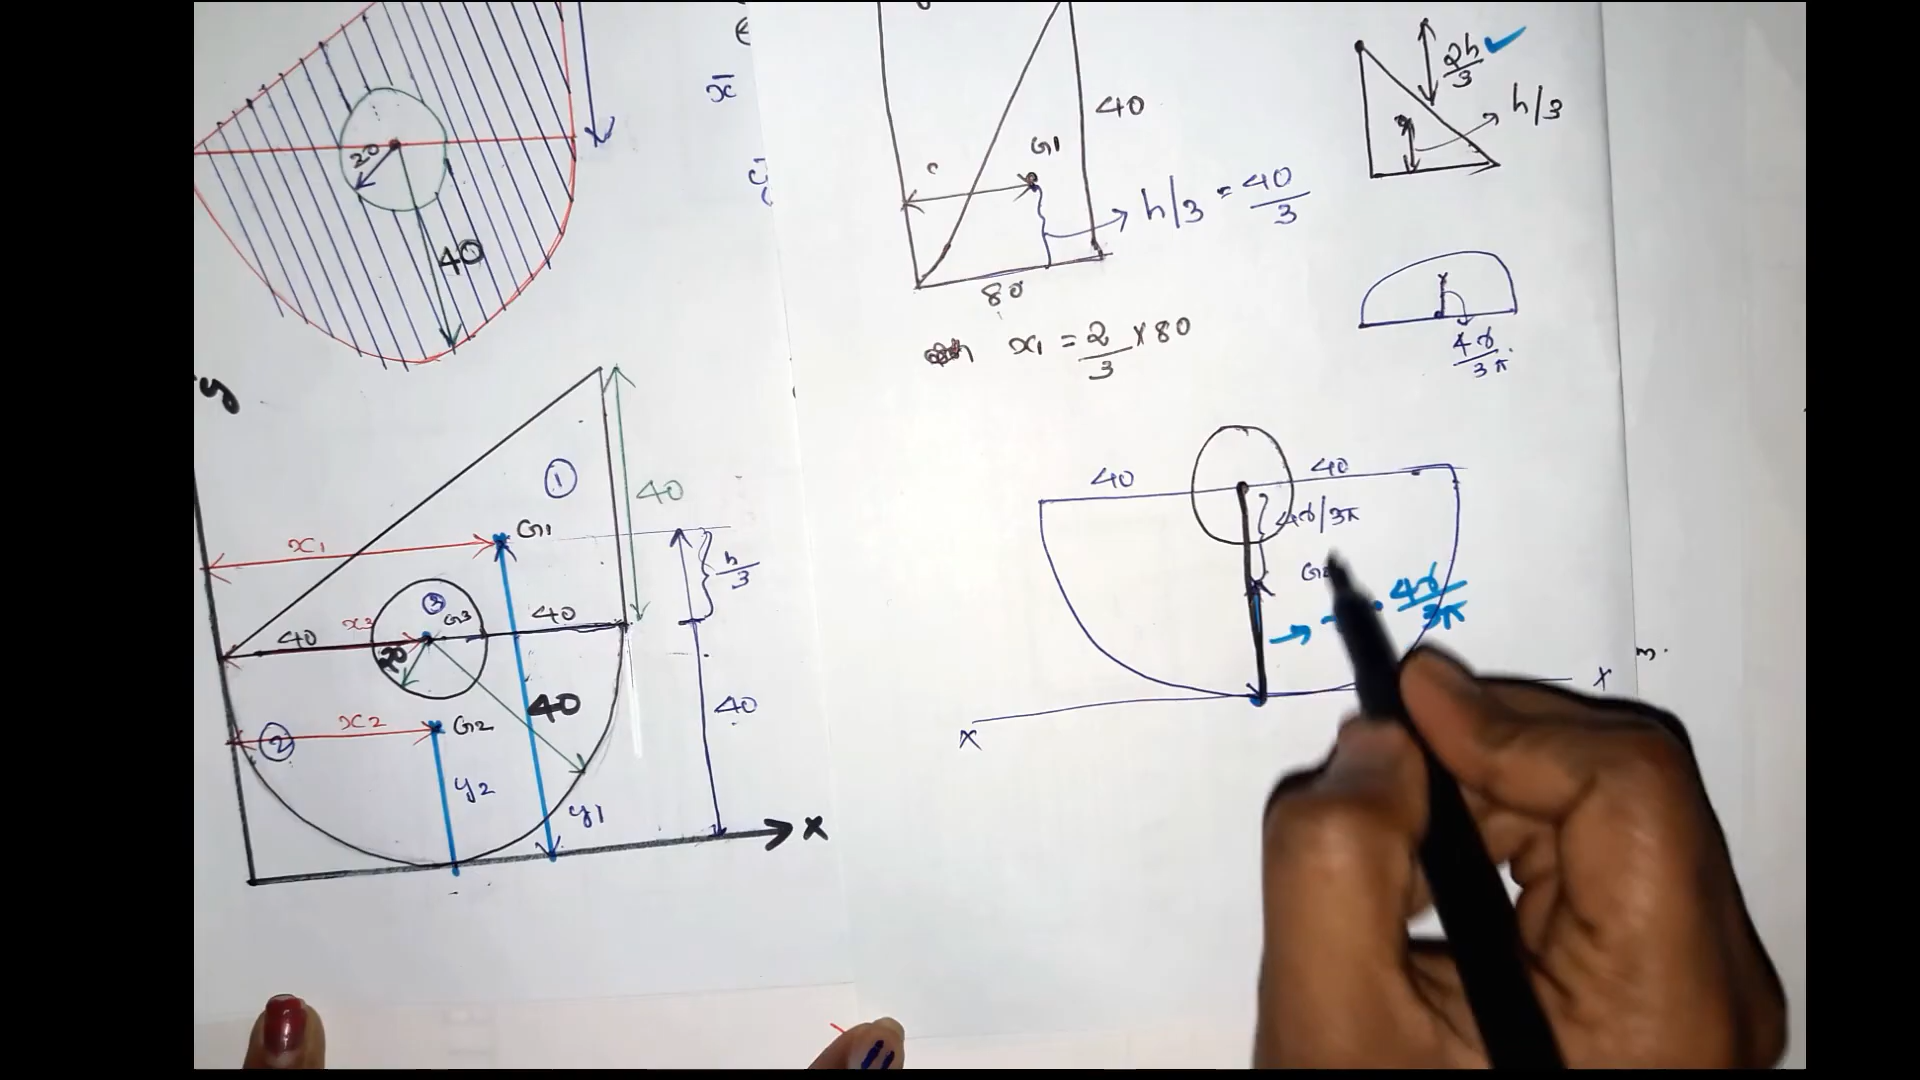 20
40
x̄
y
1
40
x1
G1
h/3
3
G3
x3
40
40
20
40
40
x2
G2
2
y2
y1
x
40
G1
h/3 = 40/3
80
x1 = 2/3 × 80
2h/3
h/3
4r/3π
40
40
4r/3π
4r/3π
x
x
m.